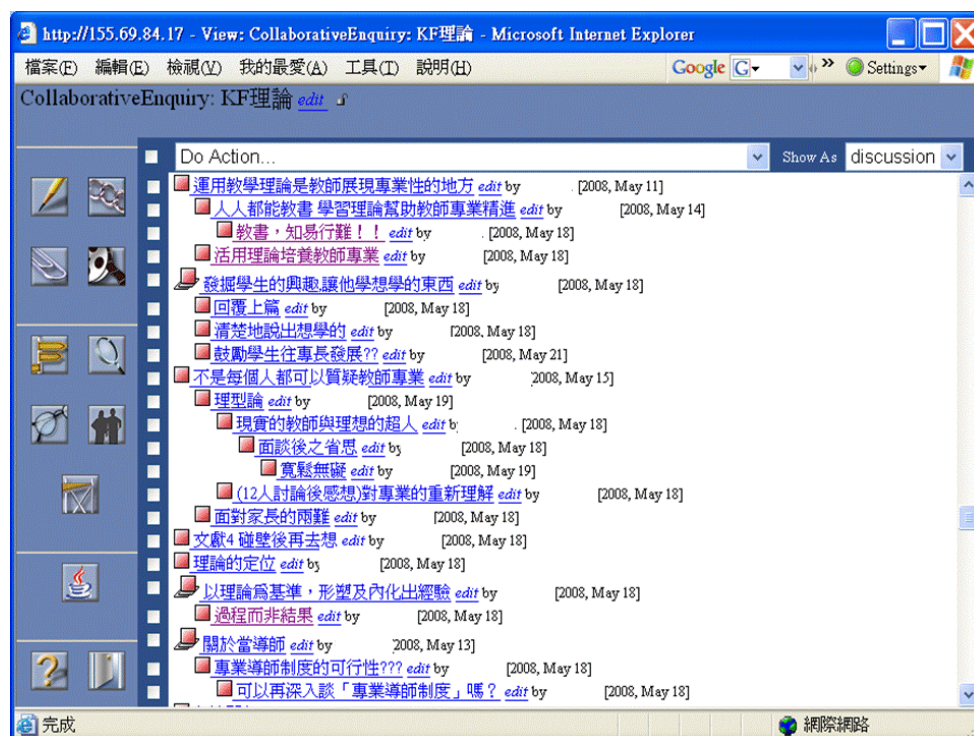 http://155.69.84.17 - View: CollaborativeEnquiry: KF理論 - Microsoft Internet Explorer
檔案(F) 編輯(E) 檢視(V) 我的最愛(A) 工具(T) 說明(H) Google G Settings
CollaborativeEnquiry: KF理論 edit
Do Action... Show As discussion
運用教學理論是教師展現專業性的地方 edit by . [2008, May 11]
人人都能教書 學習理論幫助教師專業精進 edit by [2008, May 14]
教書，知易行難！！ edit by . [2008, May 18]
活用理論培養教師專業 edit by [2008, May 18]
發掘學生的興趣,讓他學想學的東西 edit by [2008, May 18]
回覆上篇 edit by [2008, May 18]
清楚地說出想學的 edit by [2008, May 18]
鼓勵學生往專長發展?? edit by [2008, May 21]
不是每個人都可以質疑教師專業 edit by 2008, May 15]
理型論 edit by [2008, May 19]
現實的教師與理想的超人 edit b . [2008, May 18]
面談後之省思 edit by [2008, May 18]
寬鬆無礙 edit by [2008, May 19]
(12人討論後感想)對專業的重新理解 edit by [2008, May 18]
面對家長的兩難 edit by [2008, May 18]
文獻4 碰壁後再去想 edit by [2008, May 18]
理論的定位 edit by [2008, May 18]
以理論為基準，形塑及內化出經驗 edit by [2008, May 18]
過程而非結果 edit by [2008, May 18]
關於當導師 edit by 2008, May 13]
專業導師制度的可行性??? edit by [2008, May 18]
可以再深入談「專業導師制度」嗎？ edit by [2008, May 18]
完成 網際網路